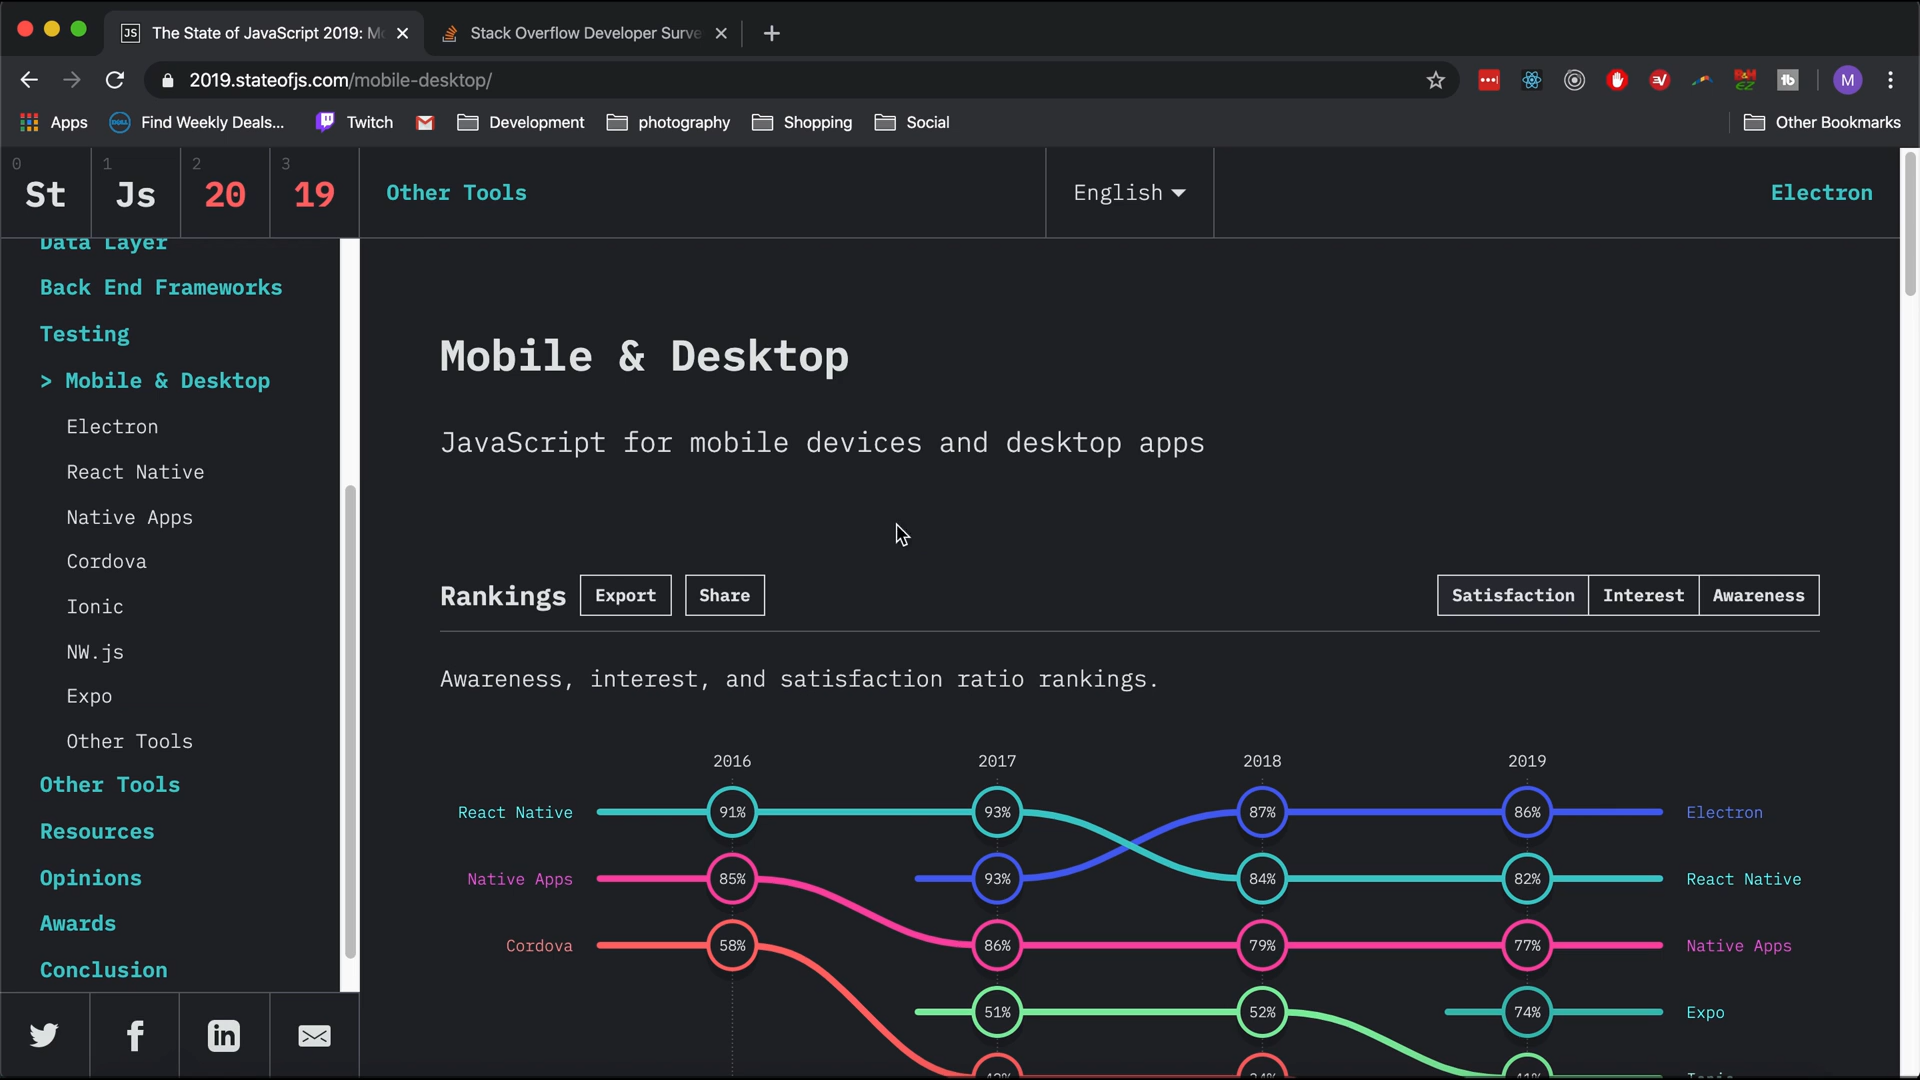 The State of JavaScript 2019: M
Stack Overflow Developer Surve
2019.stateofjs.com/mobile-desktop/
M
Apps
Find Weekly Deals...
Twitch
Development
photography
Shopping
Social
Other Bookmarks
0
St
1
Js
2
20
3
19
Other Tools
English
Electron
Data Layer
Back End Frameworks
Testing
> Mobile & Desktop
Electron
React Native
Native Apps
Cordova
Ionic
NW.js
Expo
Other Tools
Other Tools
Resources
Opinions
Awards
Conclusion
Mobile & Desktop
JavaScript for mobile devices and desktop apps
Rankings
Export
Share
Satisfaction
Interest
Awareness
Awareness, interest, and satisfaction ratio rankings.
2016 2017 2018 2019
React Native 91% 93% 87% 86% Electron
Native Apps 85% 93% 84% 82% React Native
Cordova 58% 86% 79% 77% Native Apps
51% 52% 74% Expo